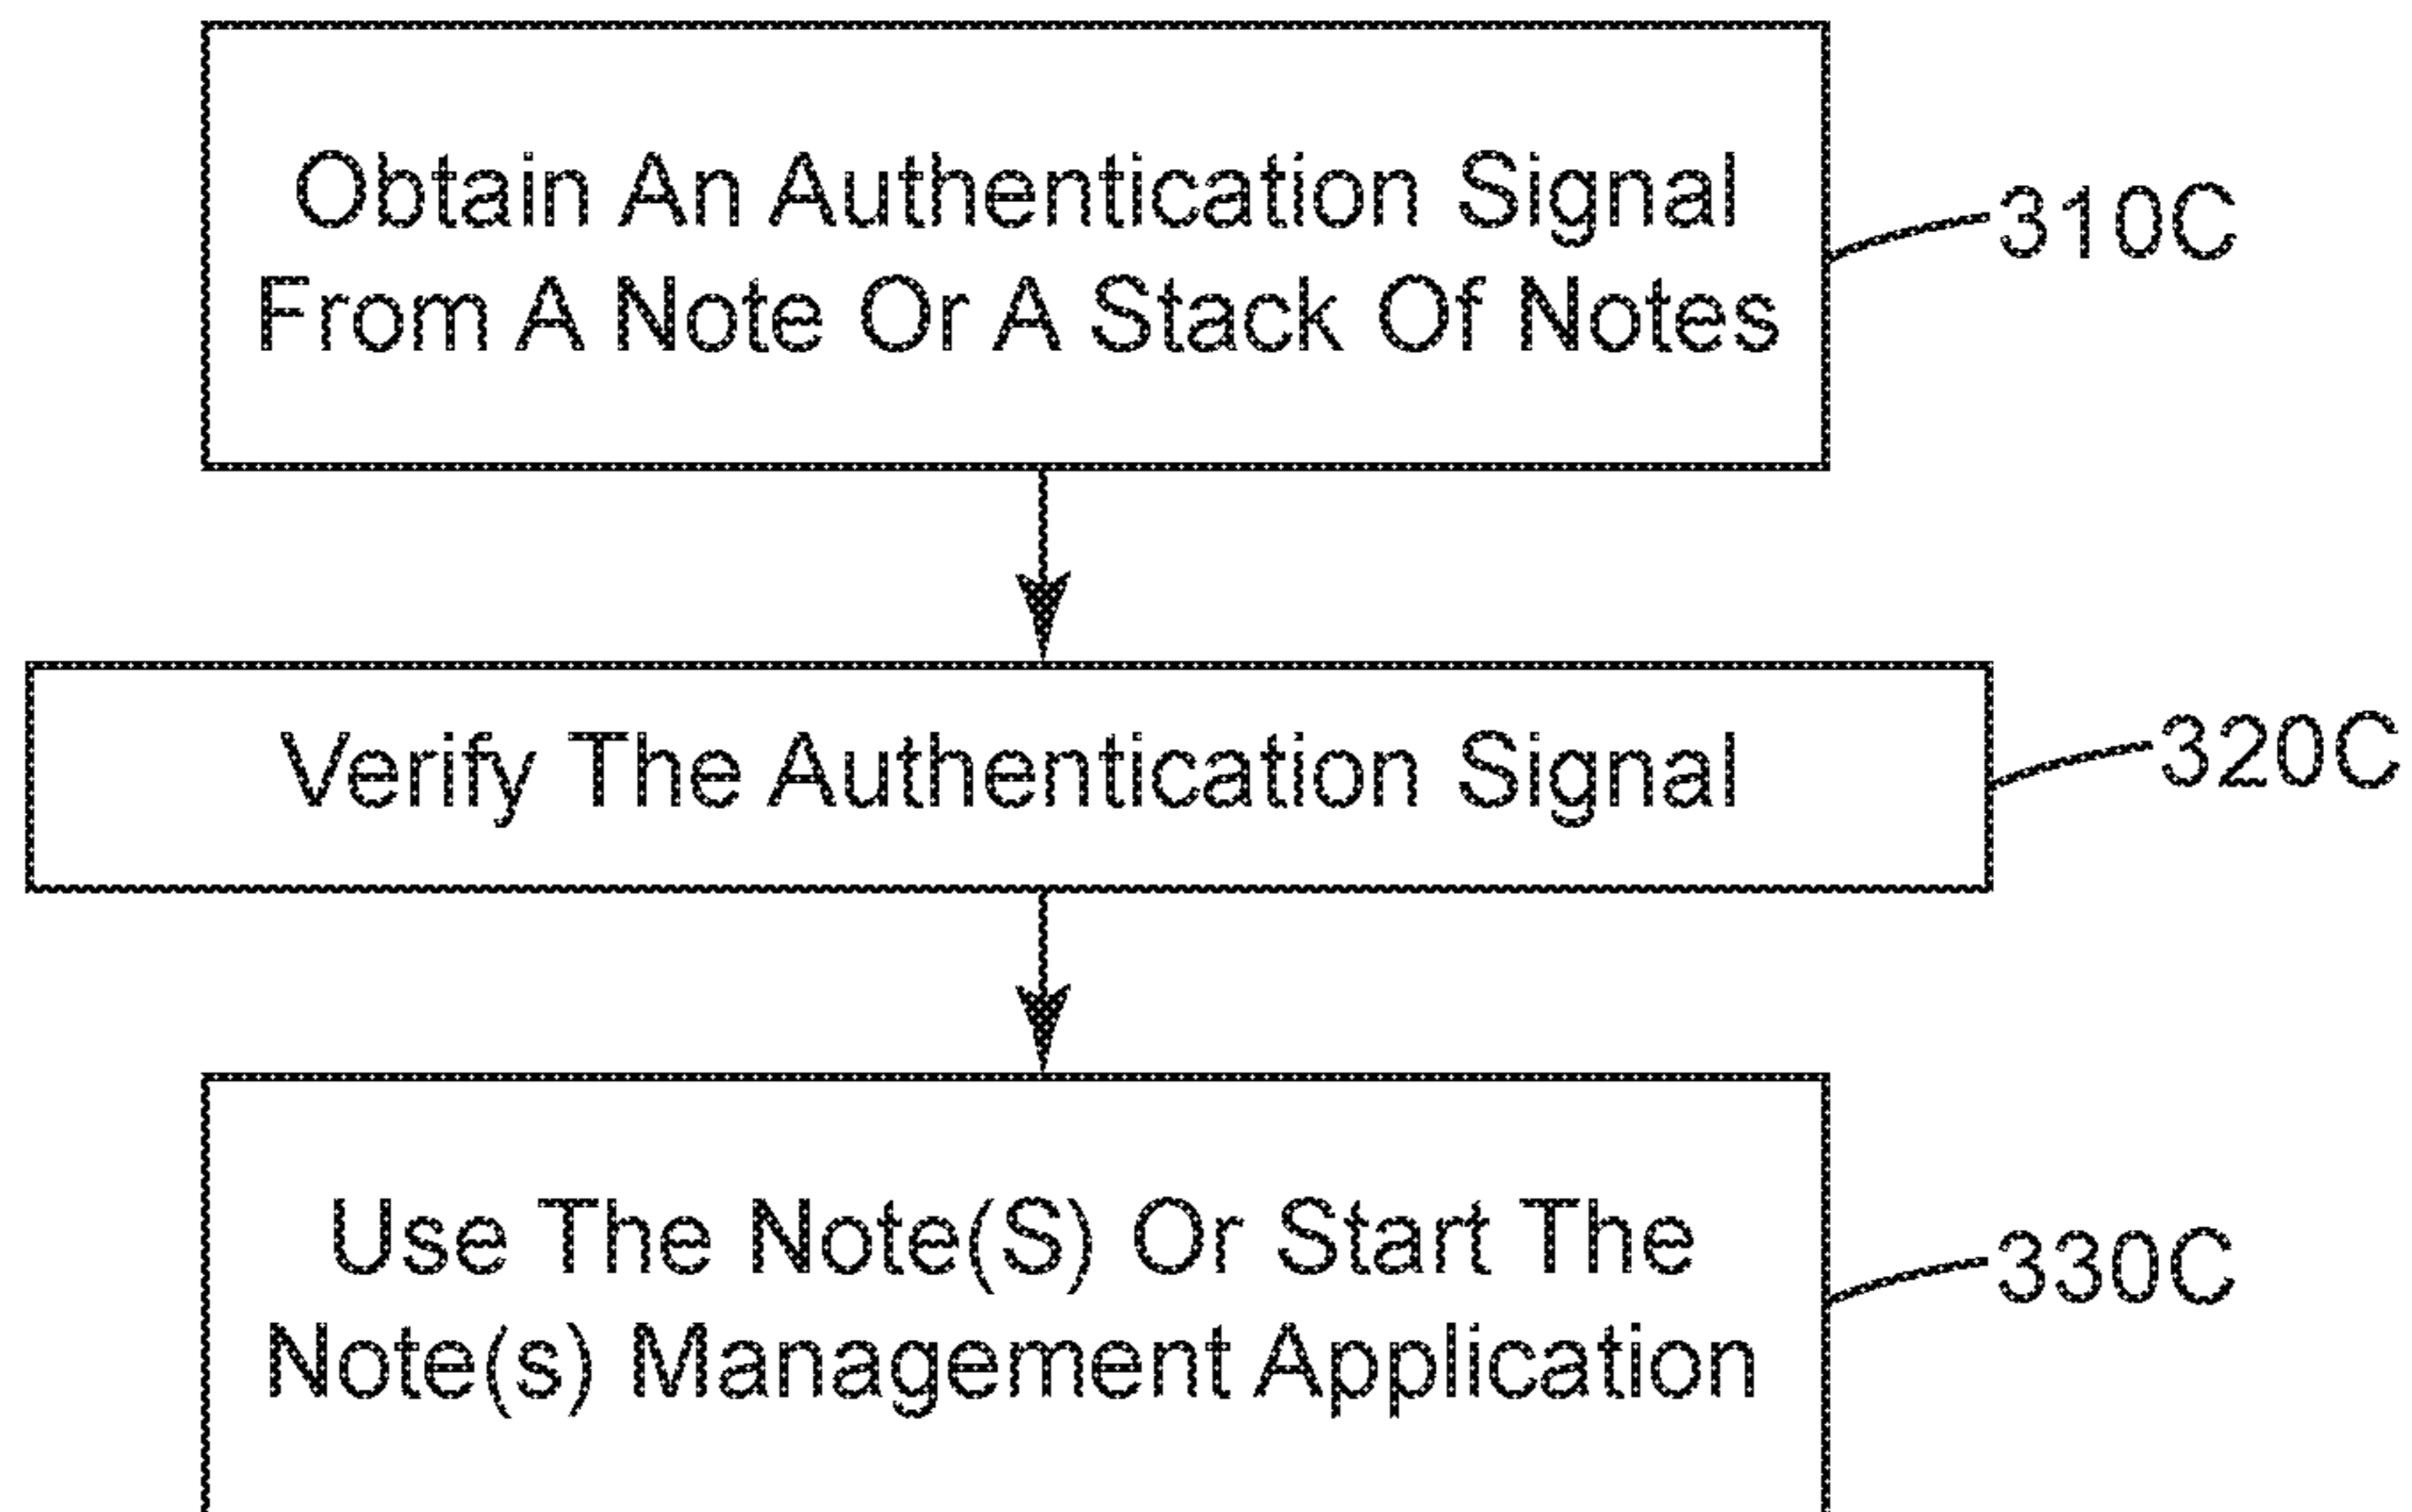 Obtain An Authentication Signal
From A Note Or A Stack Of Notes
310C
Verify The Authentication Signal
320C
Use The Note(S) Or Start The
Note(s) Management Application
330C